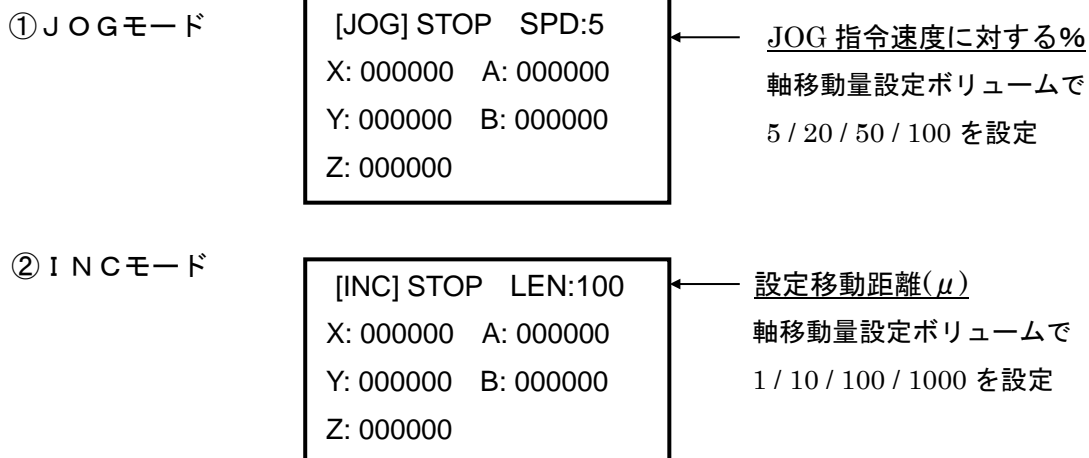 ①ＪＯＧモード
[JOG] STOP SPD:5
X: 000000 A: 000000
Y: 000000 B: 000000
Z: 000000
JOG 指令速度に対する%
軸移動量設定ボリュームで
5 / 20 / 50 / 100 を設定
②ＩＮＣモード
[INC] STOP LEN:100
X: 000000 A: 000000
Y: 000000 B: 000000
Z: 000000
設定移動距離(μ)
軸移動量設定ボリュームで
1 / 10 / 100 / 1000 を設定